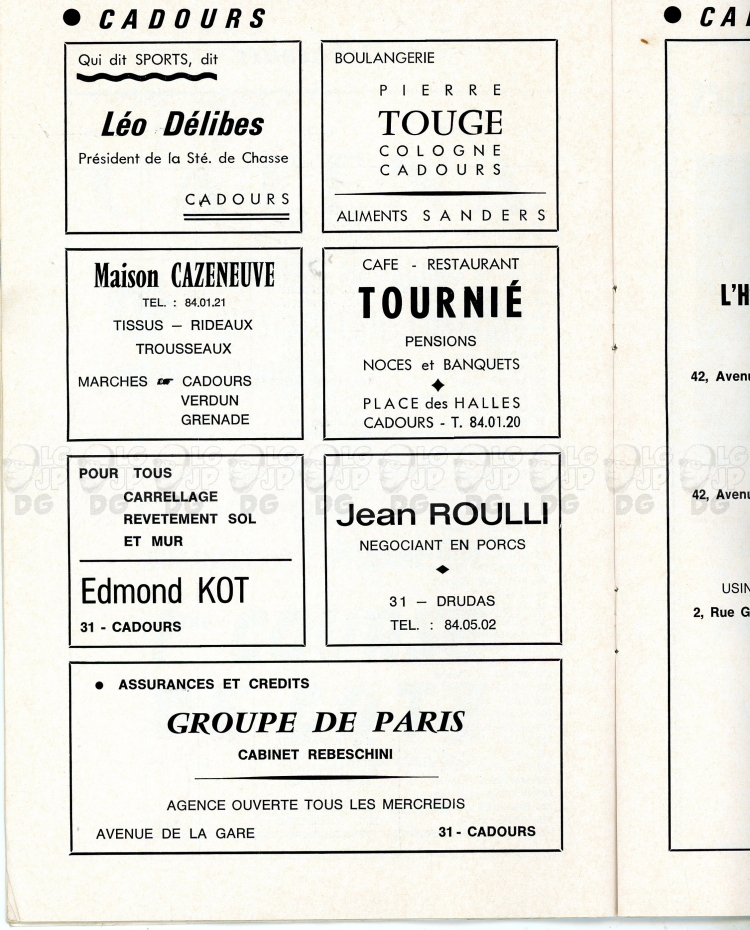 ● CADOURS
Qui dit SPORTS, dit
Léo Délibes
Président de la Sté. de Chasse
CADOURS
BOULANGERIE
PIERRE
TOUGE
COLOGNE
CADOURS
ALIMENTS SANDERS
Maison CAZENEUVE
TEL. : 84.01.21
TISSUS — RIDEAUX
TROUSSEAUX
MARCHES ☛ CADOURS
VERDUN
GRENADE
CAFE - RESTAURANT
TOURNIÉ
PENSIONS
NOCES et BANQUETS
PLACE des HALLES
CADOURS - T. 84.01.20
POUR TOUS
CARRELLAGE
REVETEMENT SOL
ET MUR
Edmond KOT
31 - CADOURS
Jean ROULLI
NEGOCIANT EN PORCS
31 — DRUDAS
TEL. : 84.05.02
● ASSURANCES ET CREDITS
GROUPE DE PARIS
CABINET REBESCHINI
AGENCE OUVERTE TOUS LES MERCREDIS
AVENUE DE LA GARE 31 - CADOURS
● CA
L'H
42, Avenu
42, Avenu
USIN
2, Rue G
LG JP DG